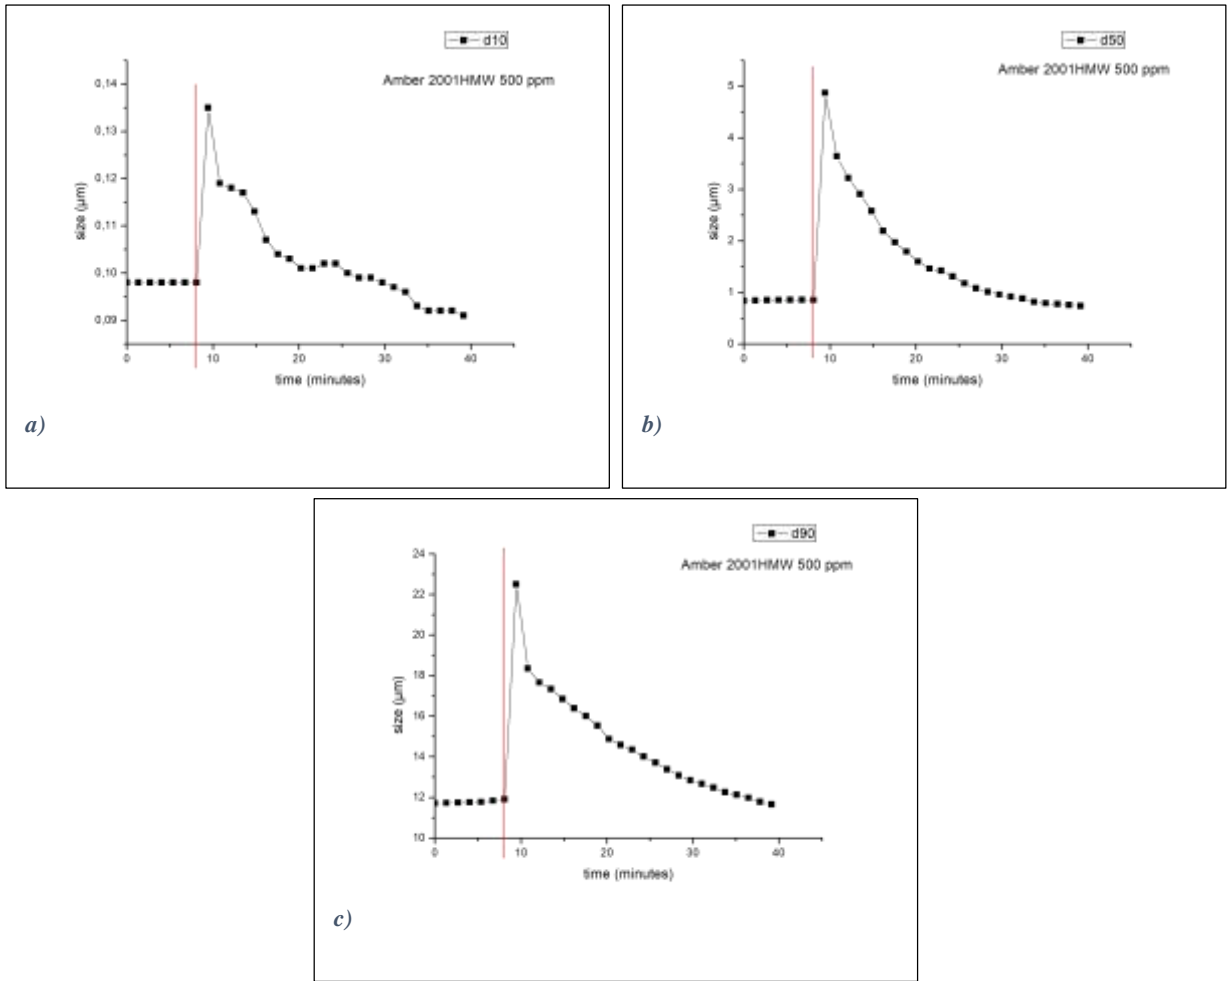 d10
Amber 2001HMW 500 ppm
0,14
0,13
0,12
0,11
0,10
0,09
size (µm)
0 10 20 30 40
time (minutes)
a)
d50
Amber 2001HMW 500 ppm
5
4
3
2
1
0
size (µm)
0 10 20 30 40
time (minutes)
b)
d90
Amber 2001HMW 500 ppm
24
22
20
18
16
14
12
10
size (µm)
0 10 20 30 40
time (minutes)
c)